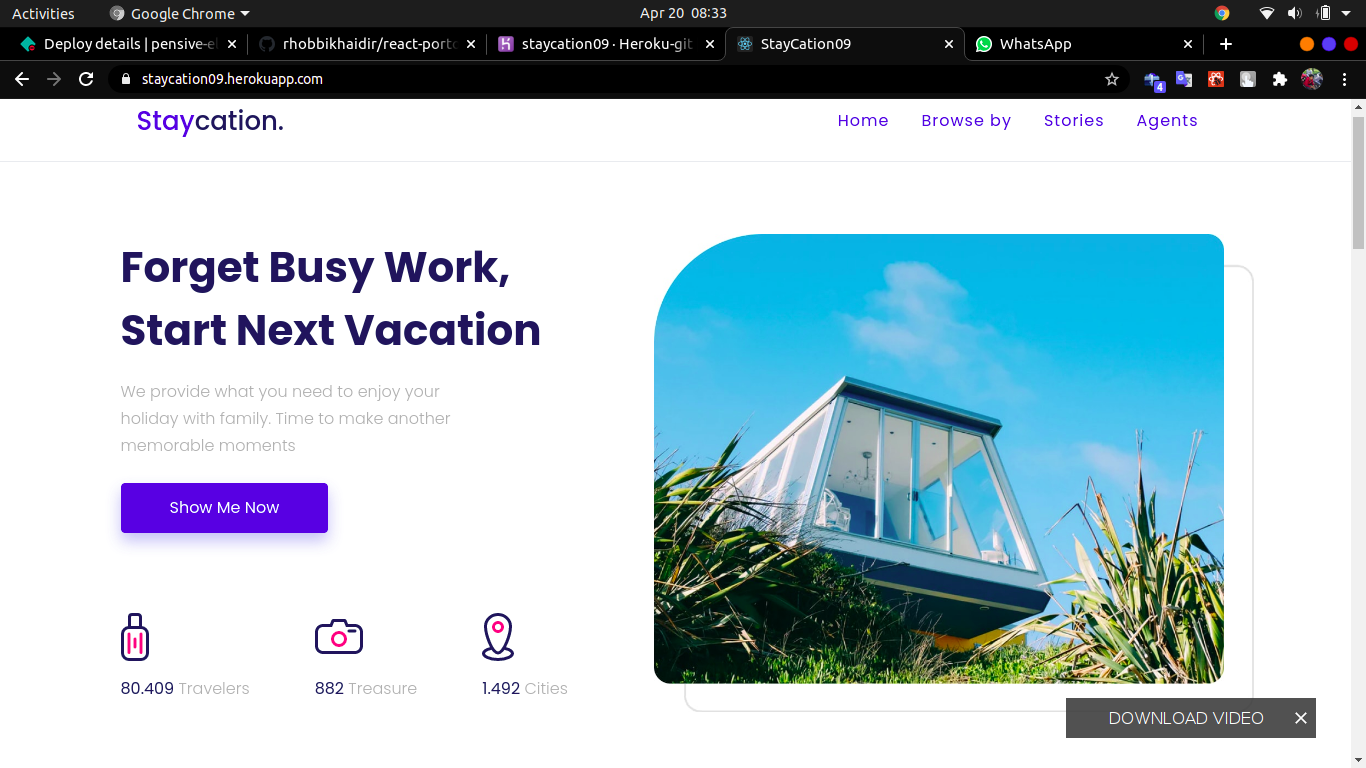 Activities Google Chrome Apr 20 08:33
Deploy details | pensive-el rhobbikhaidir/react-porto staycation09 · Heroku-git StayCation09 WhatsApp
staycation09.herokuapp.com 4
Staycation. Home Browse by Stories Agents
Forget Busy Work,
Start Next Vacation
We provide what you need to enjoy your
holiday with family. Time to make another
memorable moments
Show Me Now
80.409 Travelers 882 Treasure 1.492 Cities
DOWNLOAD VIDEO